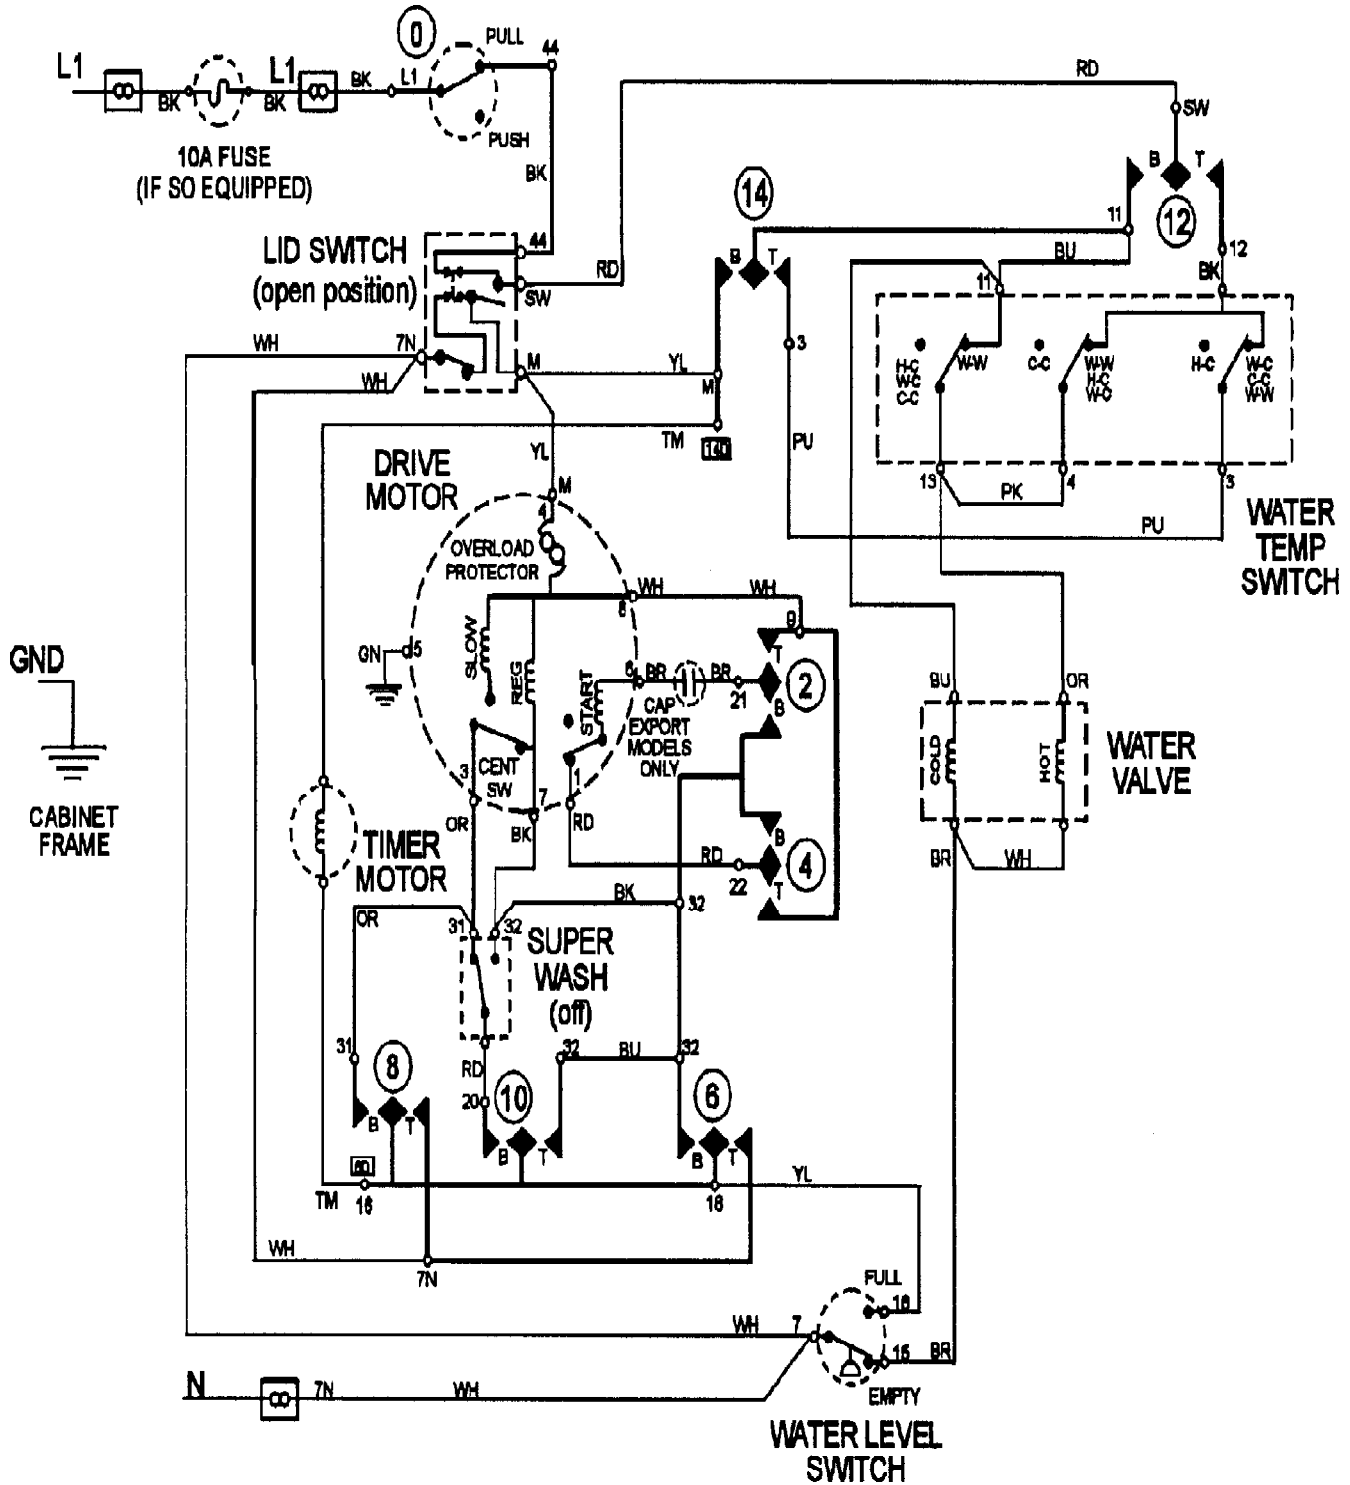 0
PULL
44
L1
L1
BK
L1
BK
BK
PUSH
10A FUSE
(IF SO EQUIPPED)
BK
RD
SW
B
T
12
11
12
14
B
T
BU
BK
11
LID SWITCH
(open position)
44
SW
RD
7N
WH
WH
M
YL
M
3
TM
14D
PU
H-C
W-C
C-C
W-W
C-C
W-W
H-C
W-C
H-C
W-C
C-C
W-W
13
PK
4
3
PU
WATER
TEMP
SWITCH
DRIVE
MOTOR
YL
M
4
OVERLOAD
PROTECTOR
8
WH
WH
9
GN
5
SLOW
REG
START
6
BR
BR
21
T
2
B
CAP
EXPORT
MODELS
ONLY
CENT
SW
3
7
1
OR
BK
RD
RD
22
B
4
T
GND
CABINET
FRAME
BU
OR
COLD
HOT
WATER
VALVE
BR
WH
TIMER
MOTOR
OR
31
32
BK
32
SUPER
WASH
(off)
31
8
B
T
RD
20
10
B
T
32
BU
32
6
B
T
TM
16
16
YL
WH
7N
FULL
16
WH
7
15
BR
EMPTY
N
7N
WH
WATER LEVEL
SWITCH